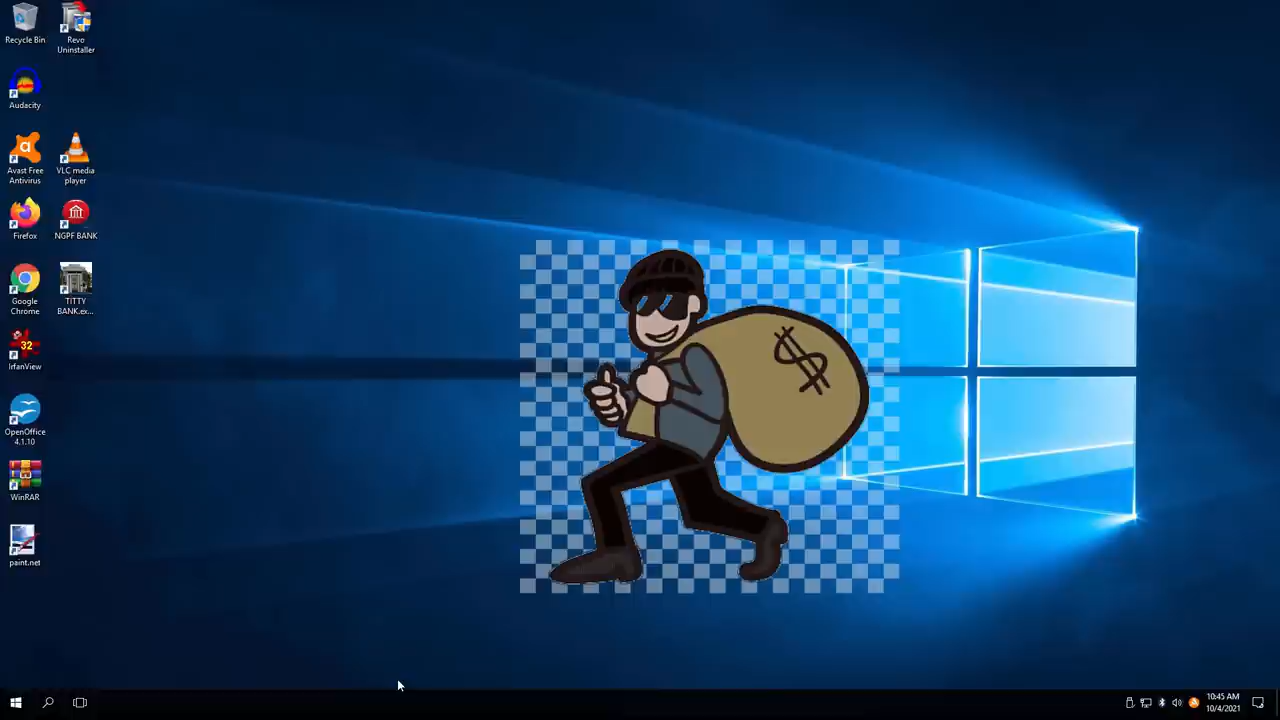 Recycle Bin
Revo
Uninstaller
Audacity
Avast Free
Antivirus
VLC media
player
Firefox
NGPF BANK
Google
Chrome
TITTY
BANK.ex...
32
IrfanView
OpenOffice
4.1.10
WinRAR
paint.net
$
10:45 AM
10/4/2021